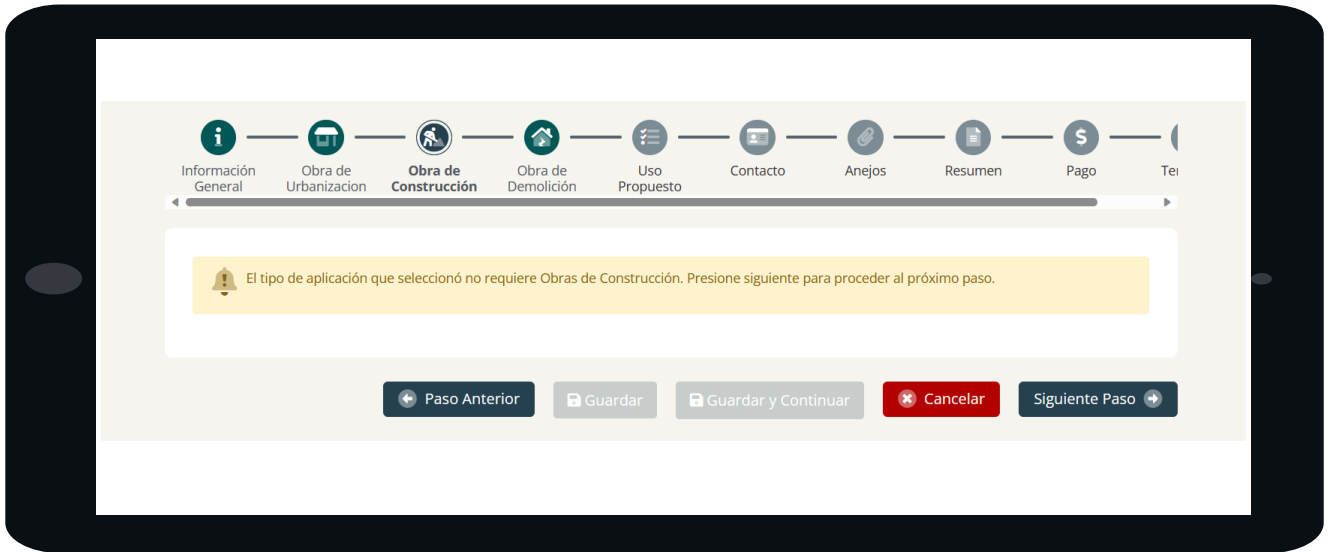 Información
General
Obra de
Urbanizacion
Obra de
Construcción
Obra de
Demolición
Uso
Propuesto
Contacto
Anejos
Resumen
Pago
El tipo de aplicación que seleccionó no requiere Obras de Construcción. Presione siguiente para proceder al próximo paso.
Paso Anterior
Guardar
Guardar y Continuar
Cancelar
Siguiente Paso